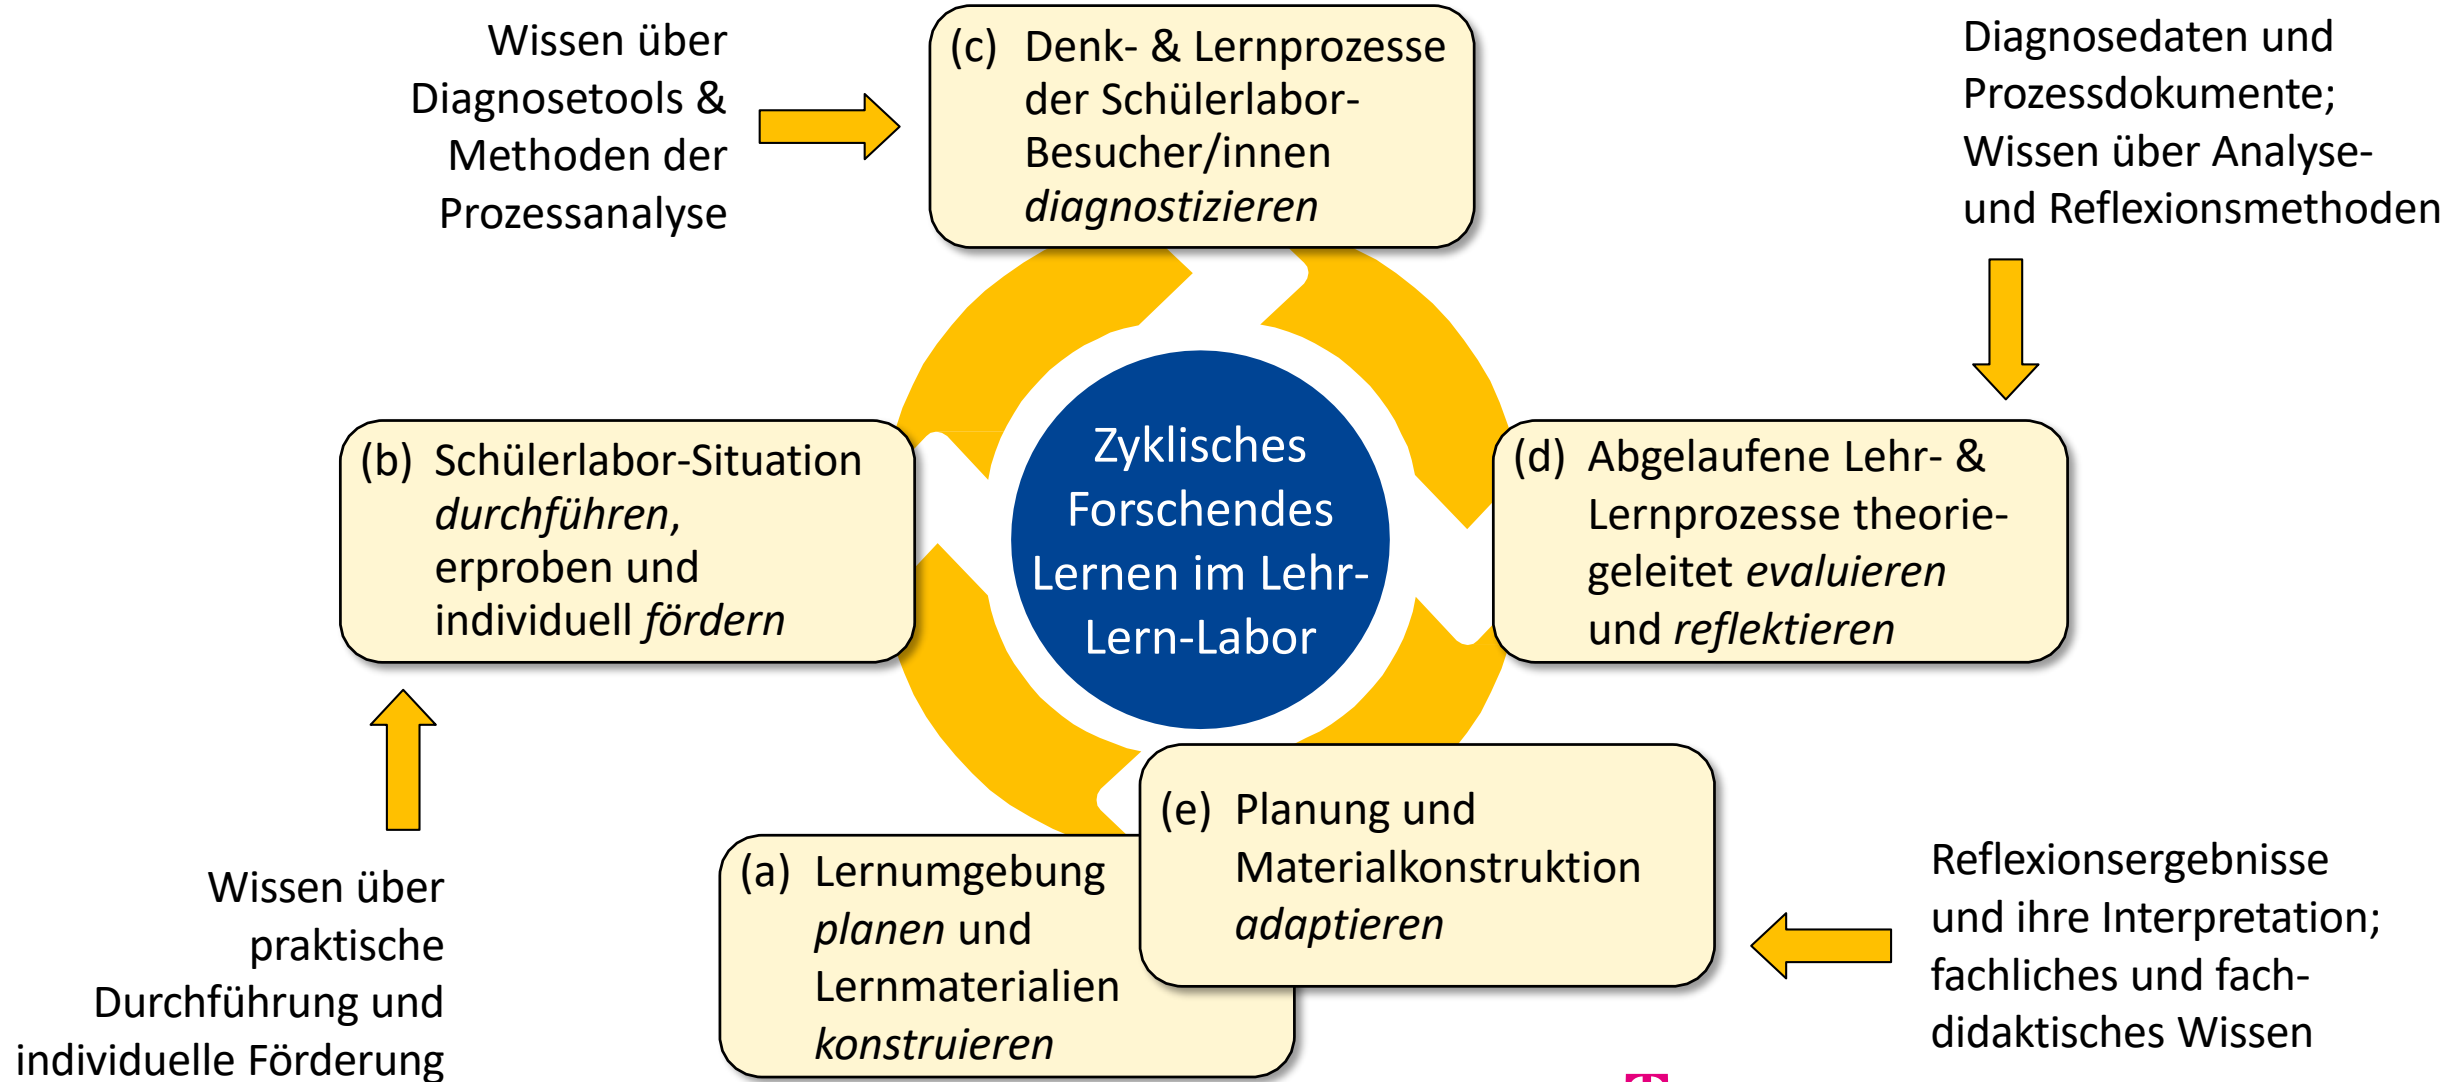 Wissen über
Diagnosetools &
Methoden der
Prozessanalyse
(c) Denk- & Lernprozesse
der Schülerlabor-
Besucher/innen
diagnostizieren
Diagnosedaten und
Prozessdokumente;
Wissen über Analyse-
und Reflexionsmethoden
(b) Schülerlabor-Situation
durchführen,
erproben und
individuell fördern
Zyklisches
Forschendes
Lernen im Lehr-
Lern-Labor
(d) Abgelaufene Lehr- &
Lernprozesse theorie-
geleitet evaluieren
und reflektieren
Wissen über
praktische
Durchführung und
individuelle Förderung
(a) Lernumgebung
planen und
Lernmaterialien
konstruieren
(e) Planung und
Materialkonstruktion
adaptieren
Reflexionsergebnisse
und ihre Interpretation;
fachliches und fach-
didaktisches Wissen